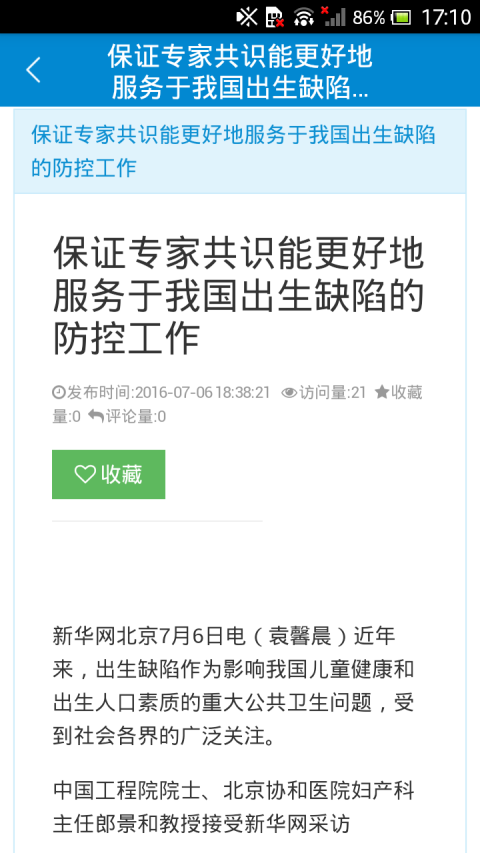 86% 17:10
保证专家共识能更好地
服务于我国出生缺陷...
保证专家共识能更好地服务于我国出生缺陷
的防控工作
保证专家共识能更好地
服务于我国出生缺陷的
防控工作
发布时间:2016-07-06 18:38:21 访问量:21 收藏
量:0 评论量:0
收藏
新华网北京7月6日电（袁馨晨）近年
来，出生缺陷作为影响我国儿童健康和
出生人口素质的重大公共卫生问题，受
到社会各界的广泛关注。
中国工程院院士、北京协和医院妇产科
主任郎景和教授接受新华网采访